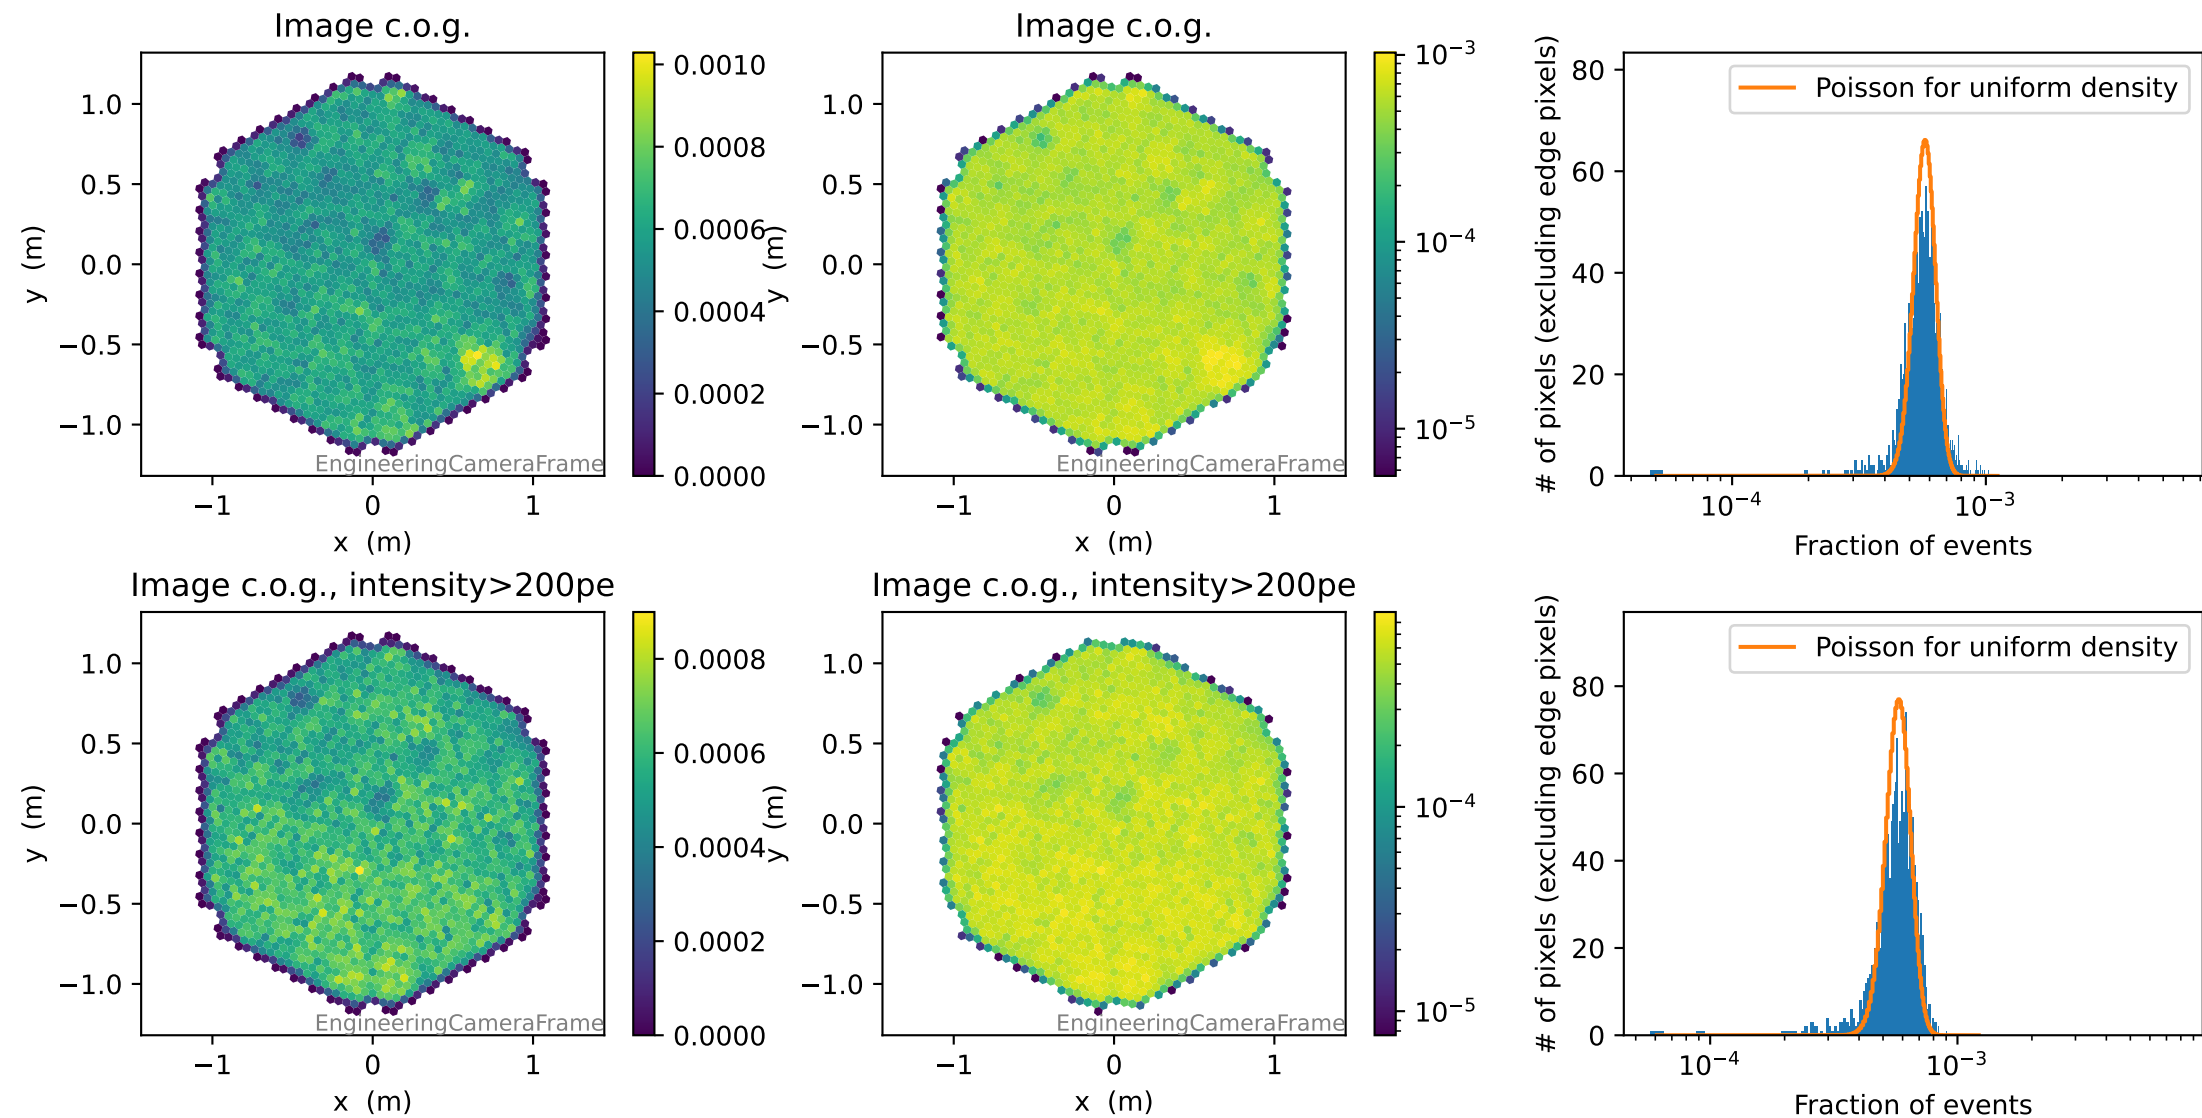 Image c.o.g.
1.0
0.5
0.0
−0.5
−1.0
y (m)
−1
0
1
x (m)
EngineeringCameraFrame
0.0010
0.0008
0.0006
0.0004
0.0002
0.0000
Image c.o.g.
1.0
0.5
0.0
−0.5
−1.0
y (m)
−1
0
1
x (m)
EngineeringCameraFrame
10⁻³
10⁻⁴
10⁻⁵
Poisson for uniform density
80
60
40
20
0
# of pixels (excluding edge pixels)
10⁻⁴
10⁻³
Fraction of events
Image c.o.g., intensity>200pe
1.0
0.5
0.0
−0.5
−1.0
y (m)
−1
0
1
x (m)
EngineeringCameraFrame
0.0008
0.0006
0.0004
0.0002
0.0000
Image c.o.g., intensity>200pe
1.0
0.5
0.0
−0.5
−1.0
y (m)
−1
0
1
x (m)
EngineeringCameraFrame
10⁻⁴
10⁻⁵
Poisson for uniform density
80
60
40
20
0
# of pixels (excluding edge pixels)
10⁻⁴
10⁻³
Fraction of events